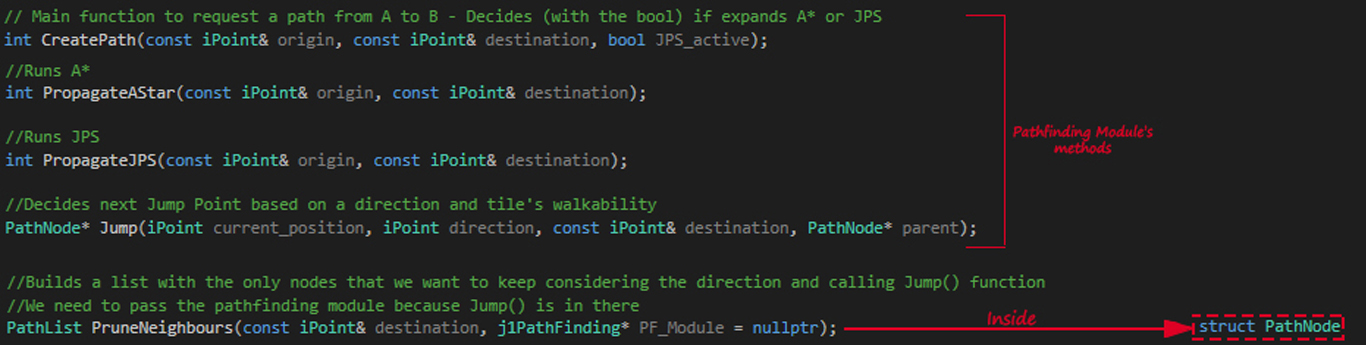 // Main function to request a path from A to B - Decides (with the bool) if expands A* or JPS
int CreatePath(const iPoint& origin, const iPoint& destination, bool JPS_active);
//Runs A*
int PropagateAStar(const iPoint& origin, const iPoint& destination);
//Runs JPS
int PropagateJPS(const iPoint& origin, const iPoint& destination);
//Decides next Jump Point based on a direction and tile's walkability
PathNode* Jump(iPoint current_position, iPoint direction, const iPoint& destination, PathNode* parent);
Pathfinding Module's
methods
//Builds a list with the only nodes that we want to keep considering the direction and calling Jump() function
//We need to pass the pathfinding module because Jump() is in there
PathList PruneNeighbours(const iPoint& destination, j1PathFinding* PF_Module = nullptr);
Inside
struct PathNode